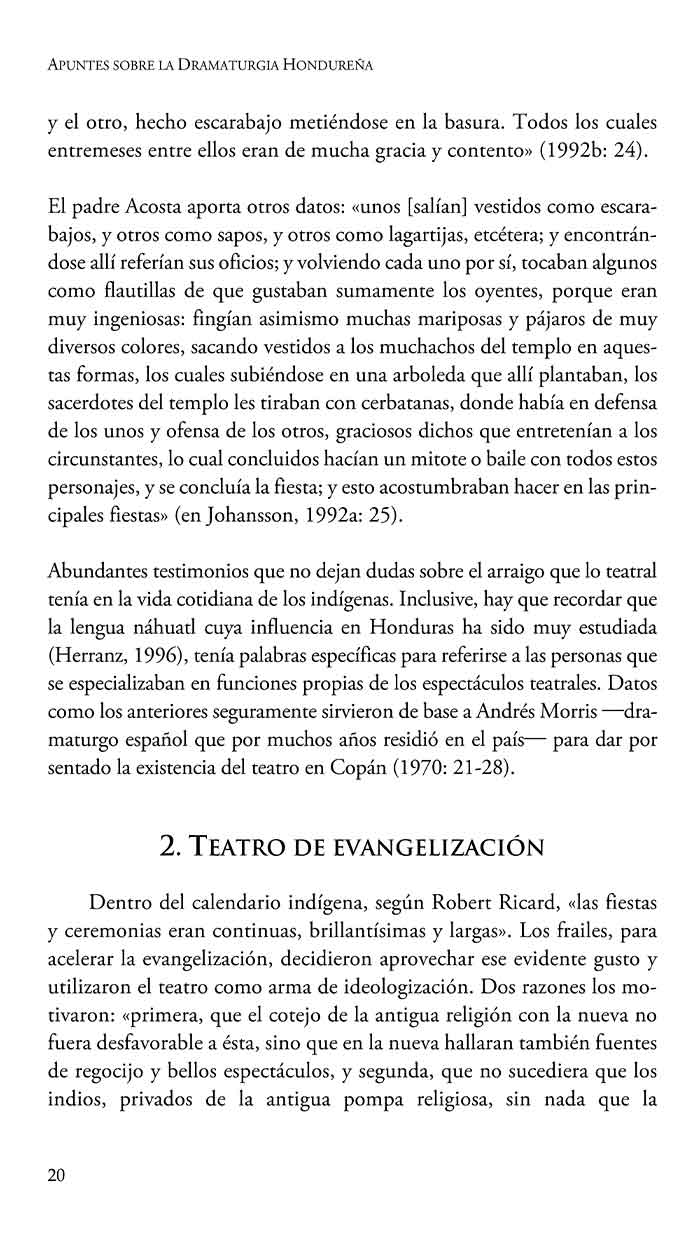 APUNTES SOBRE LA DRAMATURGIA HONDUREÑA
y el otro, hecho escarabajo metiéndose en la basura. Todos los cuales
entremeses entre ellos eran de mucha gracia y contento» (1992b: 24).
El padre Acosta aporta otros datos: «unos [salían] vestidos como escara-
bajos, y otros como sapos, y otros como lagartijas, etcétera; y encontrán-
dose allí referían sus oficios; y volviendo cada uno por sí, tocaban algunos
como flautillas de que gustaban sumamente los oyentes, porque eran
muy ingeniosas: fingían asimismo muchas mariposas y pájaros de muy
diversos colores, sacando vestidos a los muchachos del templo en aques-
tas formas, los cuales subiéndose en una arboleda que allí plantaban, los
sacerdotes del templo les tiraban con cerbatanas, donde había en defensa
de los unos y ofensa de los otros, graciosos dichos que entretenían a los
circunstantes, lo cual concluidos hacían un mitote o baile con todos estos
personajes, y se concluía la fiesta; y esto acostumbraban hacer en las prin-
cipales fiestas» (en Johansson, 1992a: 25).
Abundantes testimonios que no dejan dudas sobre el arraigo que lo teatral
tenía en la vida cotidiana de los indígenas. Inclusive, hay que recordar que
la lengua náhuatl cuya influencia en Honduras ha sido muy estudiada
(Herranz, 1996), tenía palabras específicas para referirse a las personas que
se especializaban en funciones propias de los espectáculos teatrales. Datos
como los anteriores seguramente sirvieron de base a Andrés Morris —dra-
maturgo español que por muchos años residió en el país— para dar por
sentado la existencia del teatro en Copán (1970: 21-28).
2. TEATRO DE EVANGELIZACIÓN
Dentro del calendario indígena, según Robert Ricard, «las fiestas
y ceremonias eran continuas, brillantísimas y largas». Los frailes, para
acelerar la evangelización, decidieron aprovechar ese evidente gusto y
utilizaron el teatro como arma de ideologización. Dos razones los mo-
tivaron: «primera, que el cotejo de la antigua religión con la nueva no
fuera desfavorable a ésta, sino que en la nueva hallaran también fuentes
de regocijo y bellos espectáculos, y segunda, que no sucediera que los
indios, privados de la antigua pompa religiosa, sin nada que la
20